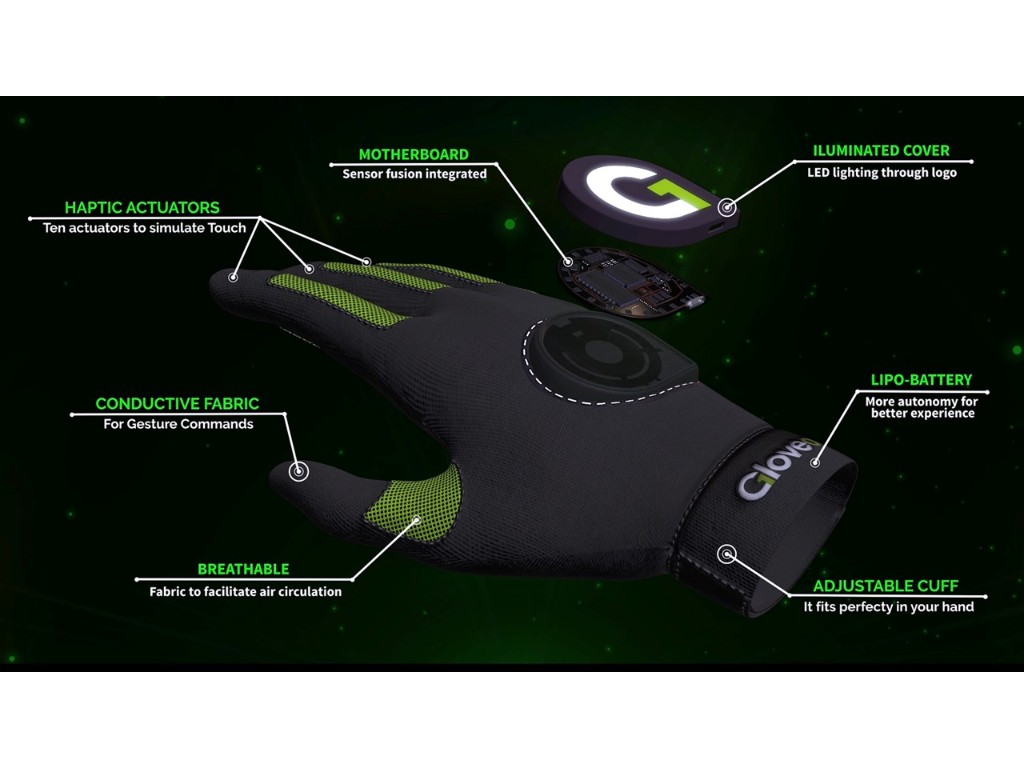 MOTHERBOARD
Sensor fusion integrated
ILUMINATED COVER
LED lighting through logo
HAPTIC ACTUATORS
Ten actuators to simulate Touch
LIPO-BATTERY
More autonomy for
better experience
CONDUCTIVE FABRIC
For Gesture Commands
Glove
BREATHABLE
Fabric to facilitate air circulation
ADJUSTABLE CUFF
It fits perfecty in your hand